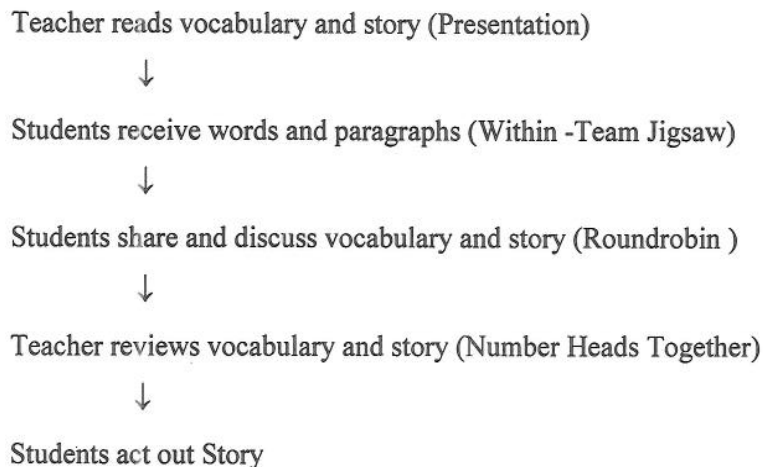 Teacher reads vocabulary and story (Presentation)
↓
Students receive words and paragraphs (Within -Team Jigsaw)
↓
Students share and discuss vocabulary and story (Roundrobin )
↓
Teacher reviews vocabulary and story (Number Heads Together)
↓
Students act out Story